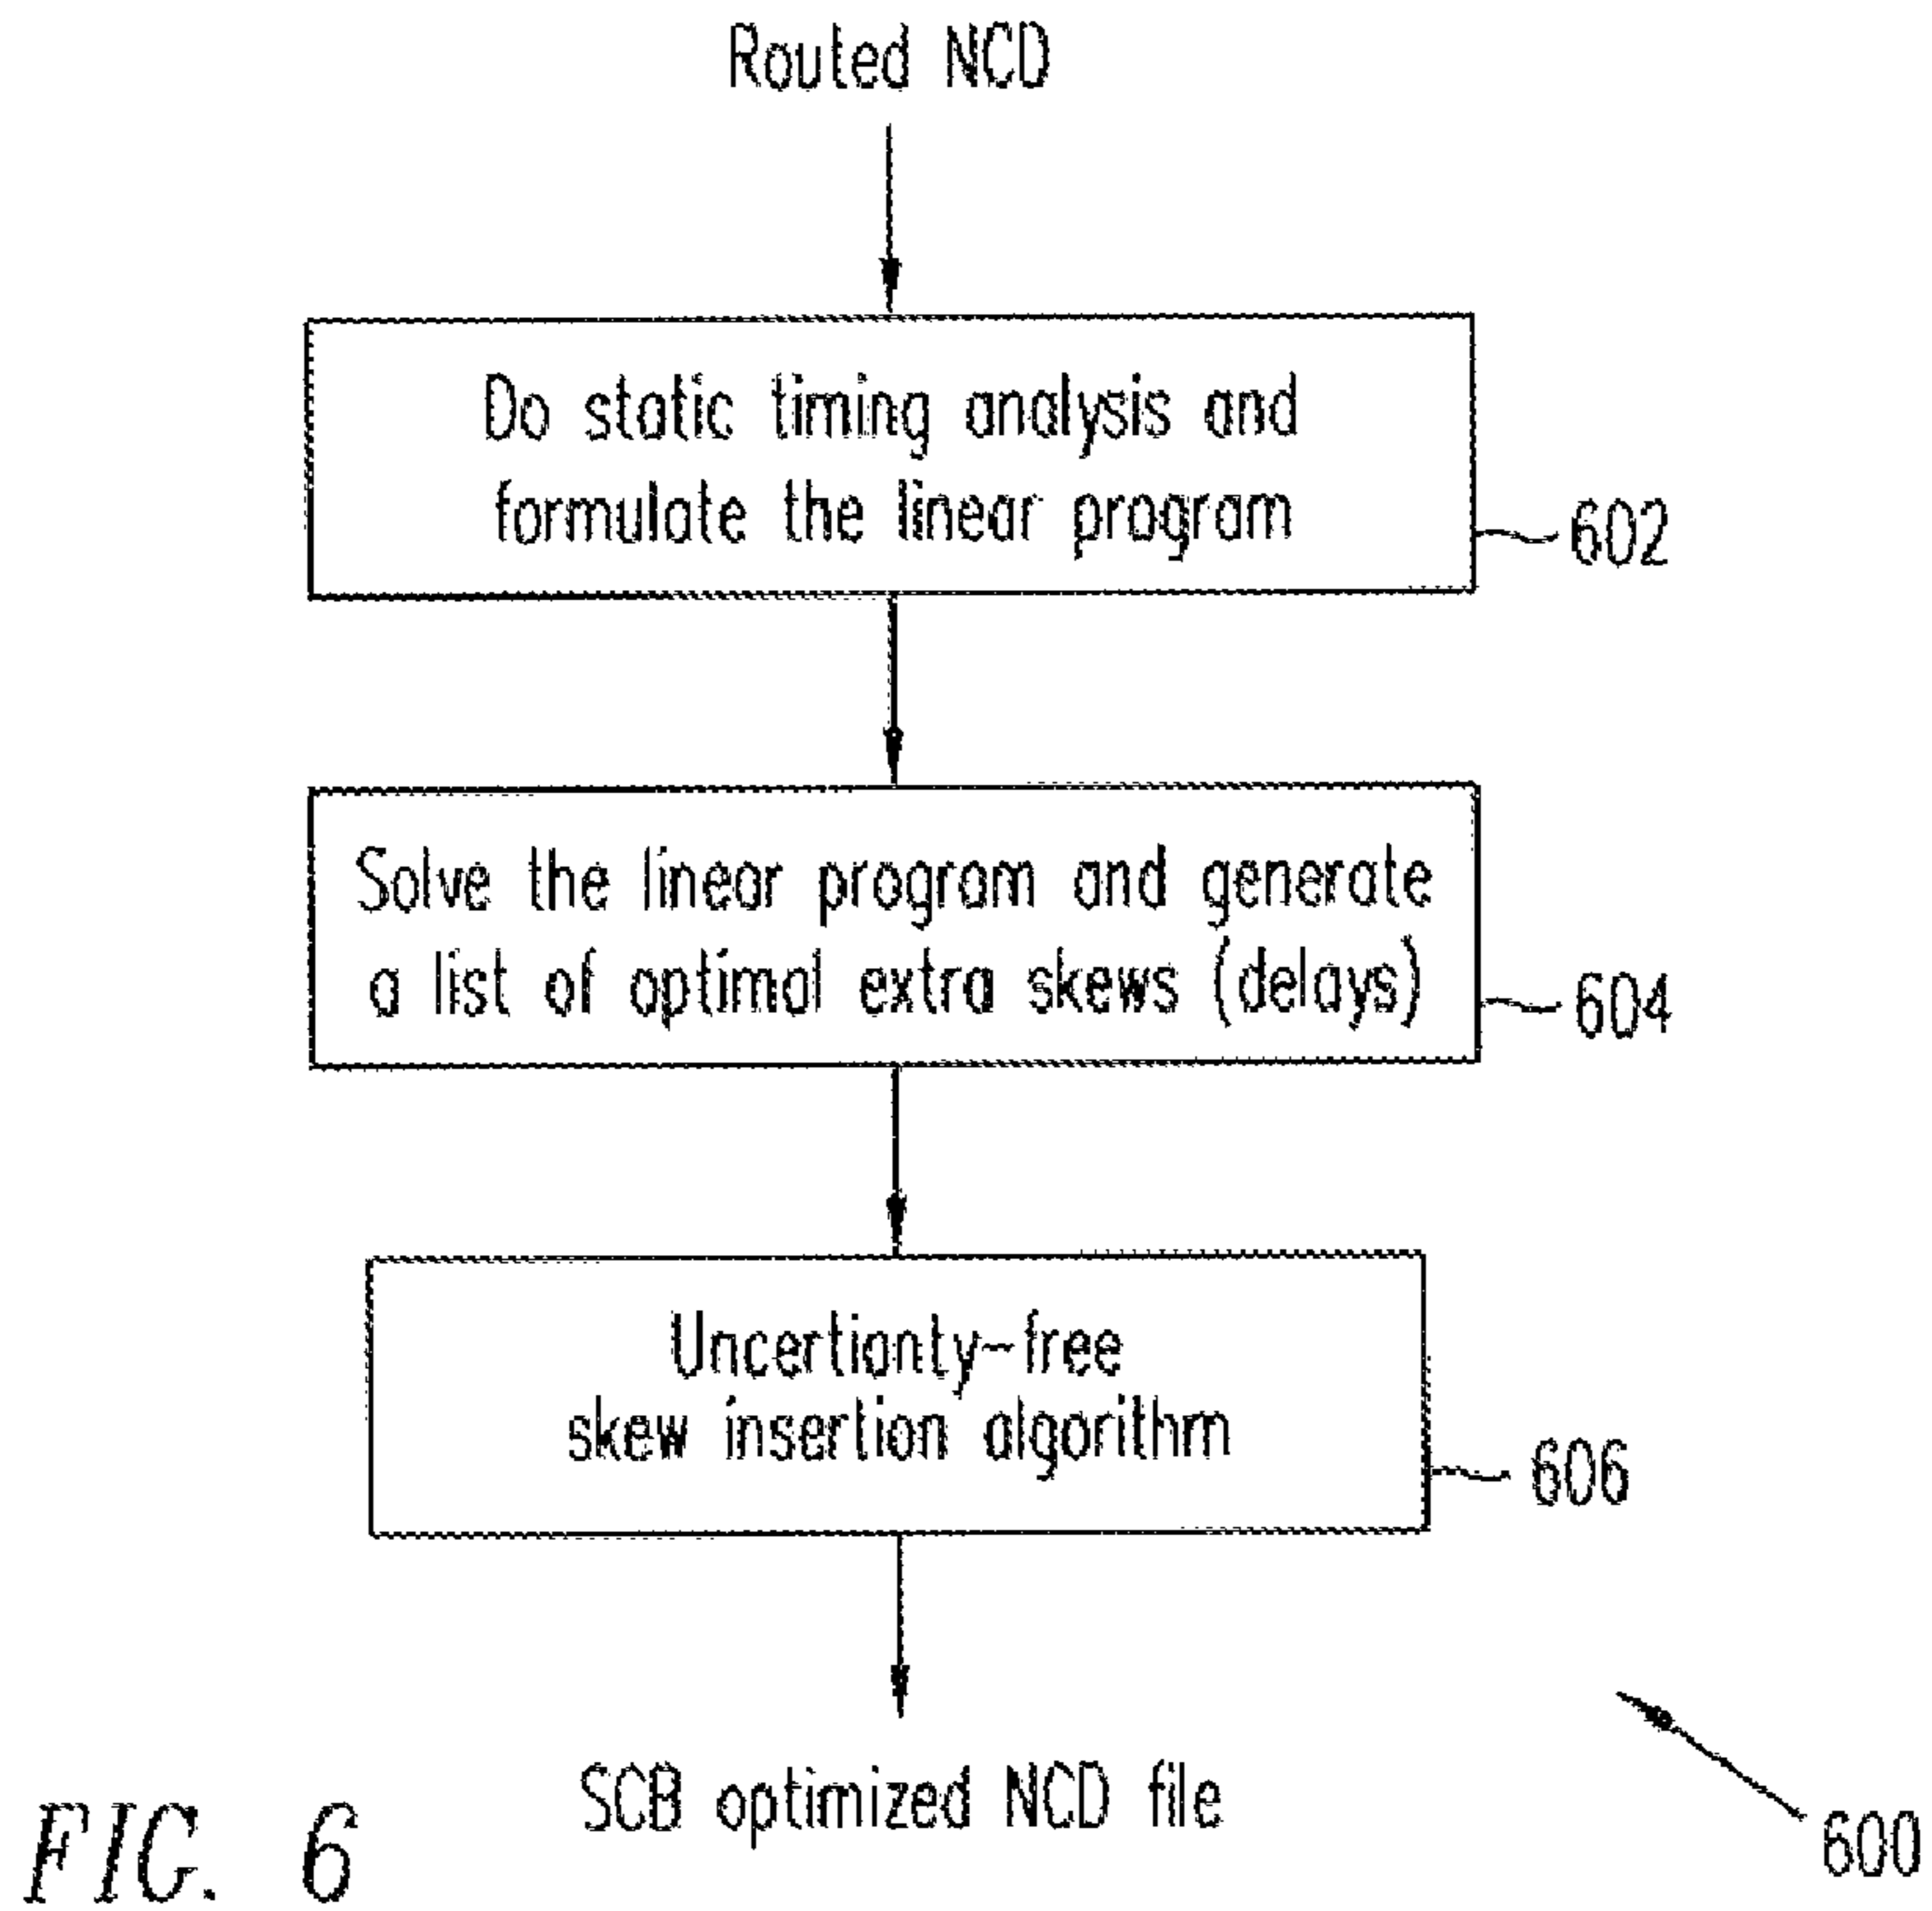 Routed NCD
Do static timing analysis and
formulate the linear program
602
Solve the linear program and generate
a list of optimal extra skews (delays)
604
Uncertianty-free
skew insertion algorithm
606
SCB optimized NCD file
600
FIG. 6